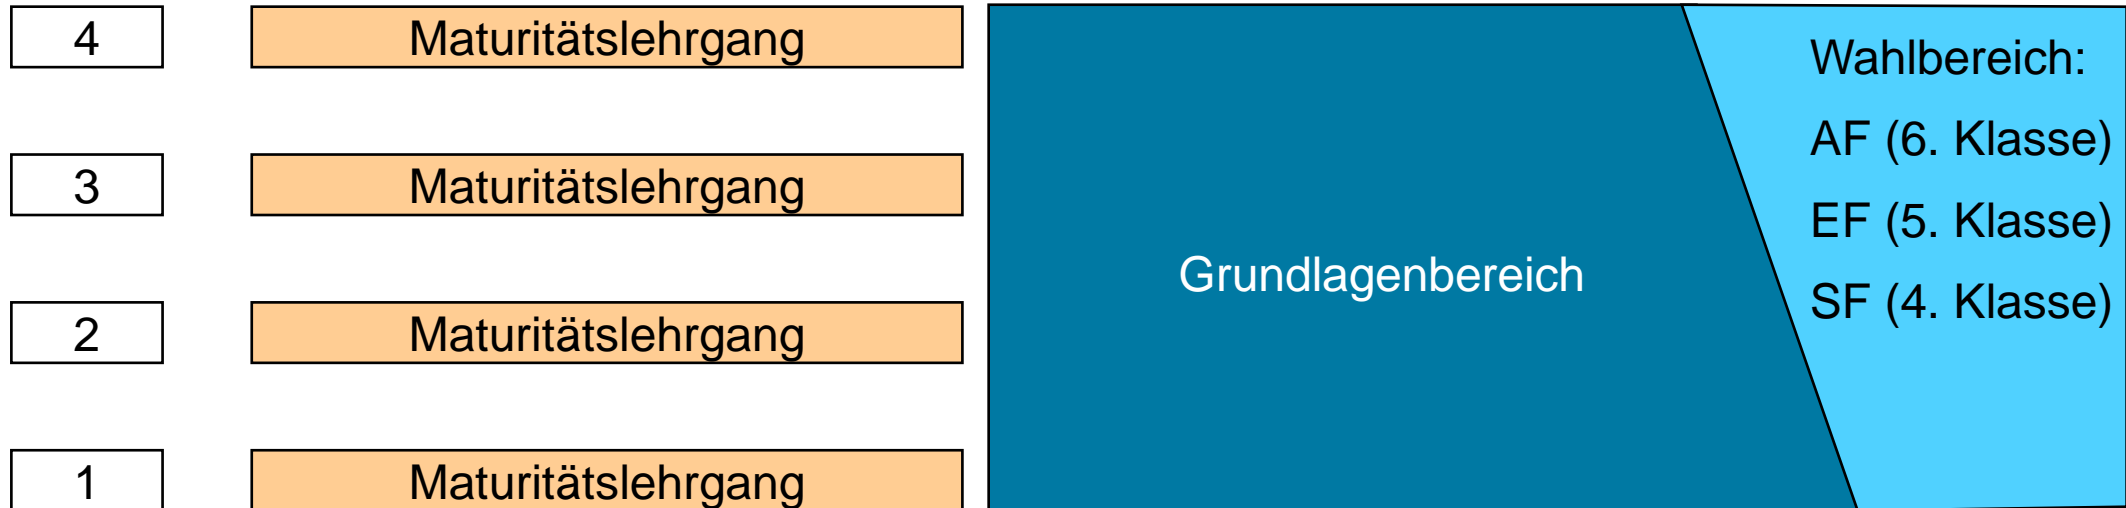 4
Maturitätslehrgang
3
Maturitätslehrgang
2
Maturitätslehrgang
1
Maturitätslehrgang
Grundlagenbereich
Wahlbereich:
AF (6. Klasse)
EF (5. Klasse)
SF (4. Klasse)